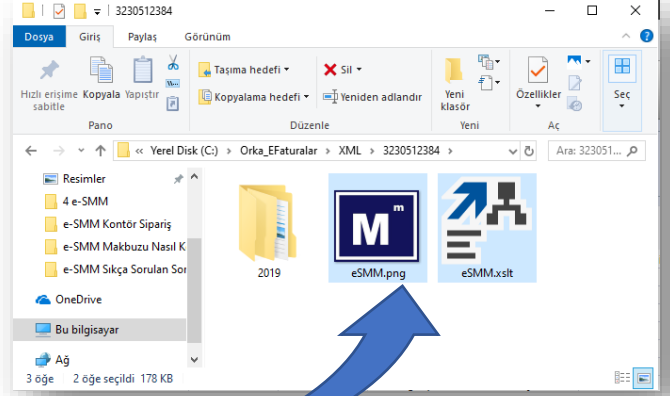 3230512384
Dosya Giriş Paylaş Görünüm
Hızlı erişime sabitle
Kopyala
Yapıştır
Pano
Taşıma hedefi
Kopyalama hedefi
Sil
Yeniden adlandır
Düzenle
Yeni klasör
Yeni
Özellikler
Aç
Seç
« Yerel Disk (C:) > Orka_EFaturalar > XML > 3230512384 >
Ara: 323051...
Resimler
4 e-SMM
e-SMM Kontör Sipariş
e-SMM Makbuzu Nasıl K
e-SMM Sıkça Sorulan Sor
OneDrive
Bu bilgisayar
Ağ
2019
M m
eSMM.png
eSMM.xslt
3 öğe 2 öğe seçildi 178 KB